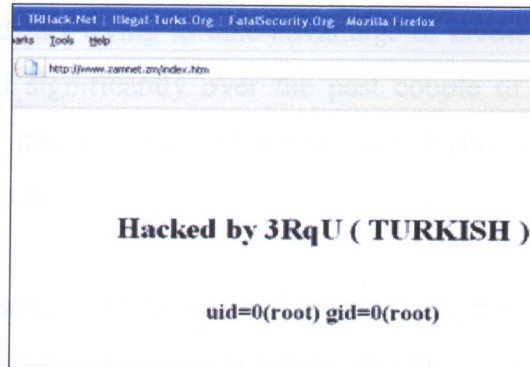 | TRHack.Net | Illegal-Turks.Org | FatalSecurity.Org - Mozilla Firefox
arks Tools Help
http://www.zamnet.zm/index.htm
significantly over the past couple of
Hacked by 3RqU ( TURKISH )
uid=0(root) gid=0(root)